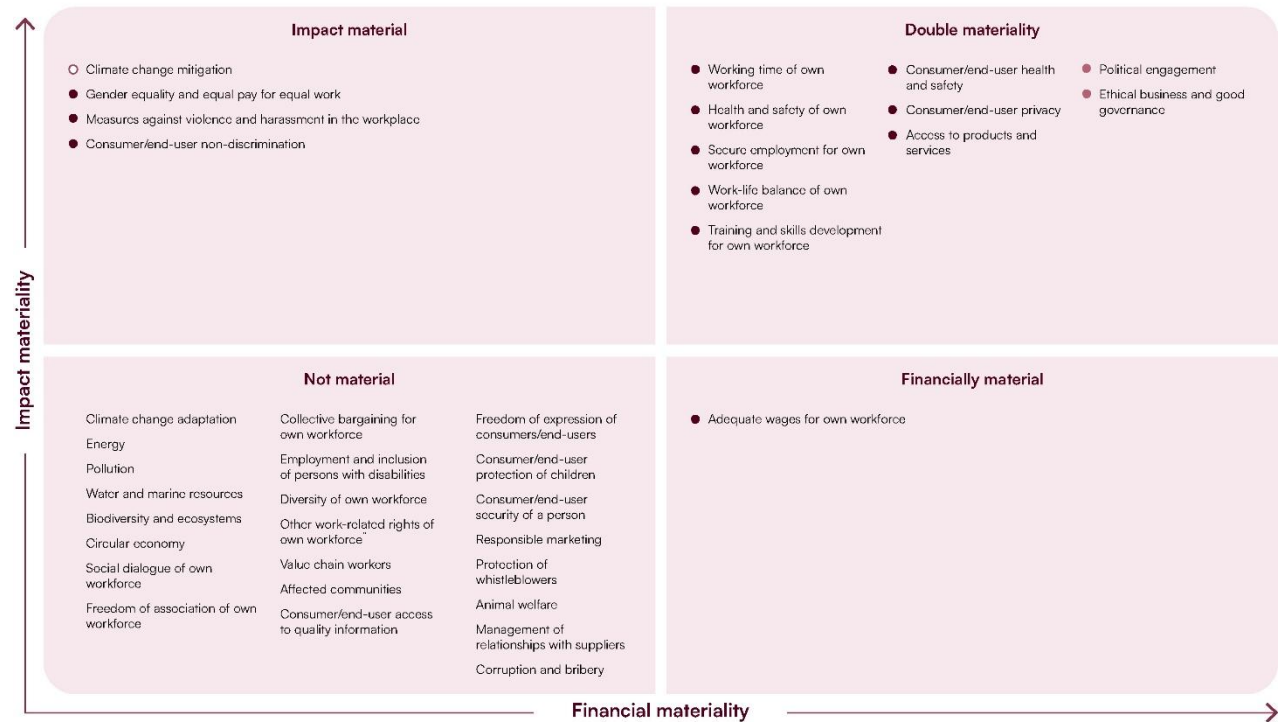 Impact materiality
Impact material
Climate change mitigation
Gender equality and equal pay for equal work
Measures against violence and harassment in the workplace
Consumer/end-user non-discrimination
Double materiality
Working time of own
workforce
Health and safety of own
workforce
Secure employment for own
workforce
Work-life balance of own
workforce
Training and skills development
for own workforce
Consumer/end-user health
and safety
Consumer/end-user privacy
Access to products and
services
Political engagement
Ethical business and good
governance
Not material
Climate change adaptation
Energy
Pollution
Water and marine resources
Biodiversity and ecosystems
Circular economy
Social dialogue of own
workforce
Freedom of association of own
workforce
Collective bargaining for
own workforce
Employment and inclusion
of persons with disabilities
Diversity of own workforce
Other work-related rights of
own workforce¨
Value chain workers
Affected communities
Consumer/end-user access
to quality information
Freedom of expression of
consumers/end-users
Consumer/end-user
protection of children
Consumer/end-user
security of a person
Responsible marketing
Protection of
whistleblowers
Animal welfare
Management of
relationships with suppliers
Corruption and bribery
Financially material
Adequate wages for own workforce
Financial materiality